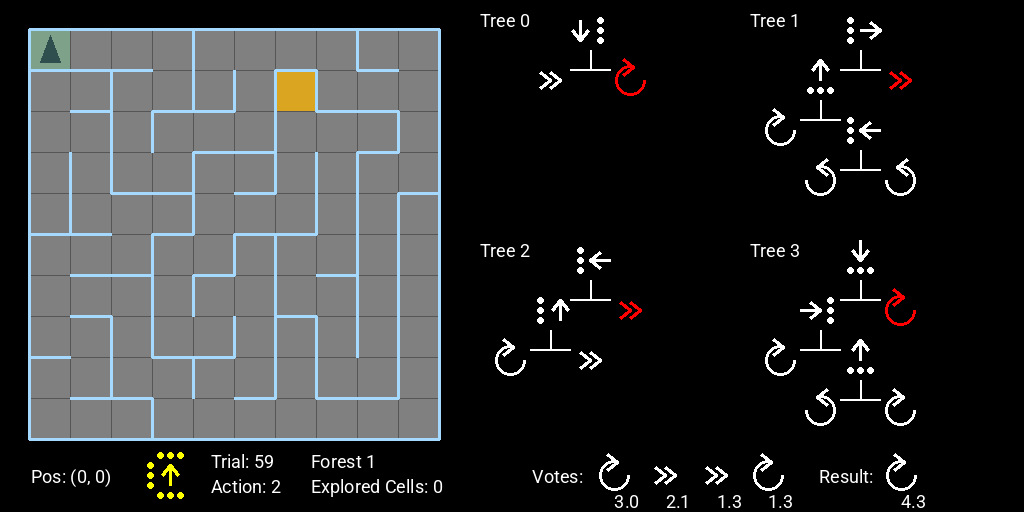 Tree 0
Tree 1
Tree 2
Tree 3
Pos: (0, 0)
Trial: 59
Forest 1
Action: 2
Explored Cells: 0
Votes:
3.0
2.1
1.3
1.3
Result:
4.3